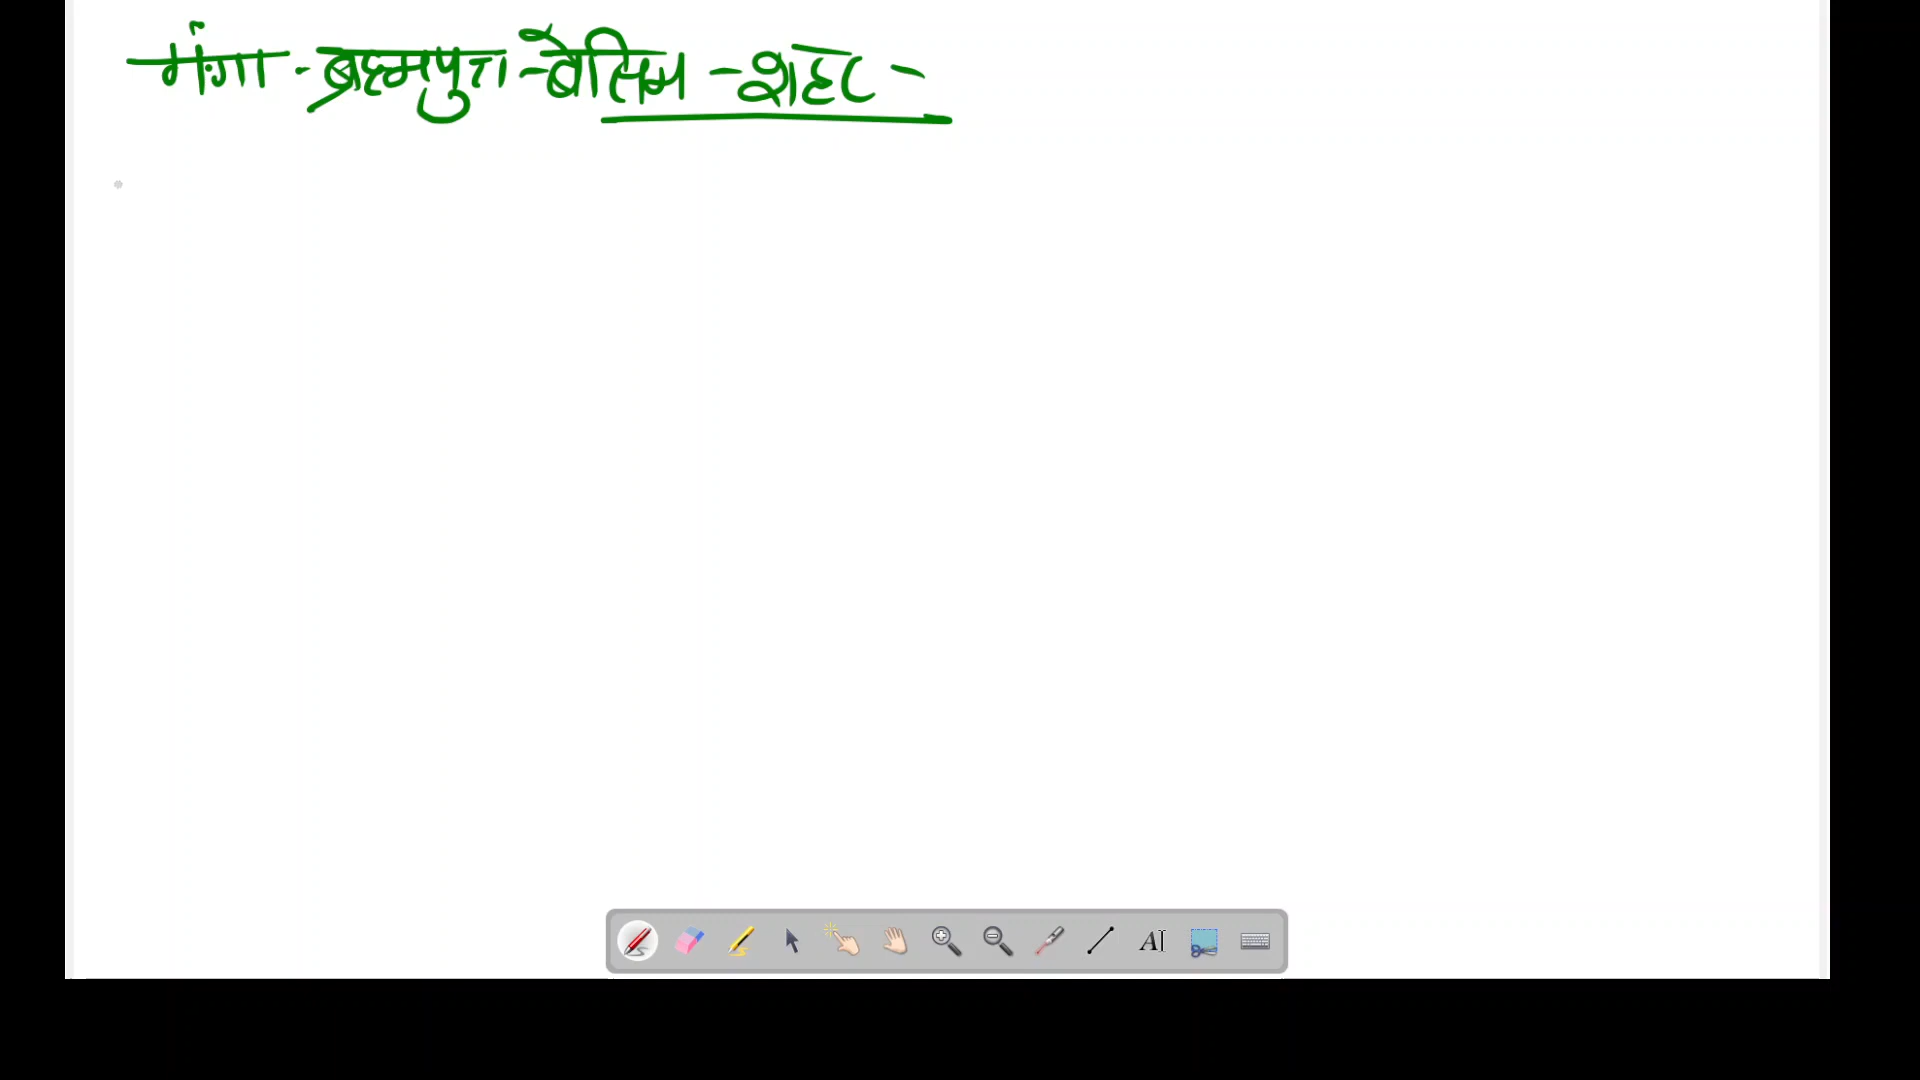 गंगा - ब्रह्मपुत्रा - बेसिन - शहर -